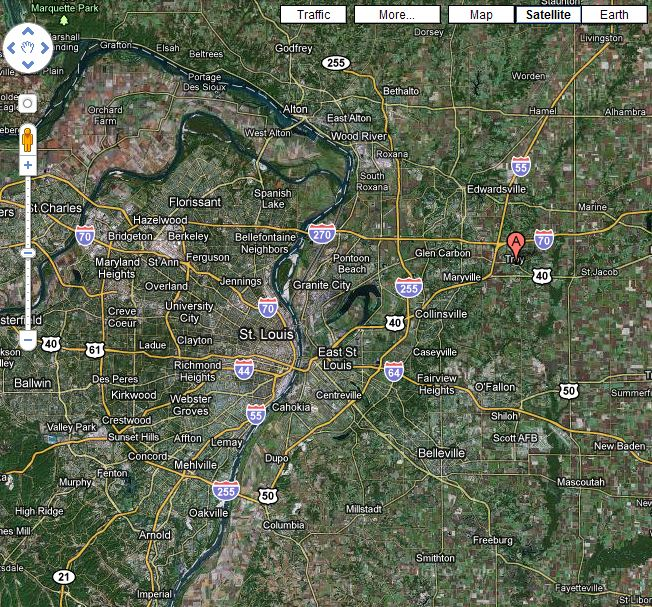 Marquette Park
Traffic
More...
Map
Satellite
Earth
Staunton
Grafton
Elsah
Beltrees
Godfrey
Dorsey
Livingston
255
Portage
Des Sioux
Bethalto
Worden
Orchard
Farm
Alton
East Alton
Hamel
Alhambra
West Alton
Wood River
Roxana
55
South
Roxana
Edwardsville
Spanish
Lake
Florissant
St Charles
Marine
Hazelwood
70
Bridgeton
Berkeley
Bellefontaine
Neighbors
270
A
70
Glen Carbon
Troy
Ferguson
Pontoon
Beach
Maryland
Heights
St Ann
Maryville
40
St Jacob
Overland
Jennings
Granite City
255
University
City
70
Creve
Coeur
Collinsville
40
St. Louis
Clayton
40
61
Ladue
East St
Louis
Caseyville
Richmond
Heights
44
64
Fairview
Heights
Des Peres
O'Fallon
50
Ballwin
Kirkwood
Webster
Groves
Centreville
Cahokia
55
Shiloh
Crestwood
Valley Park
Sunset Hills
Affton
Lemay
Scott AFB
New Baden
Concord
Mehlville
Dupo
Belleville
Fenton
Murphy
255
50
Mascoutah
High Ridge
Oakville
Columbia
Millstadt
Arnold
Freeburg
Smithton
21
Imperial
Fayetteville